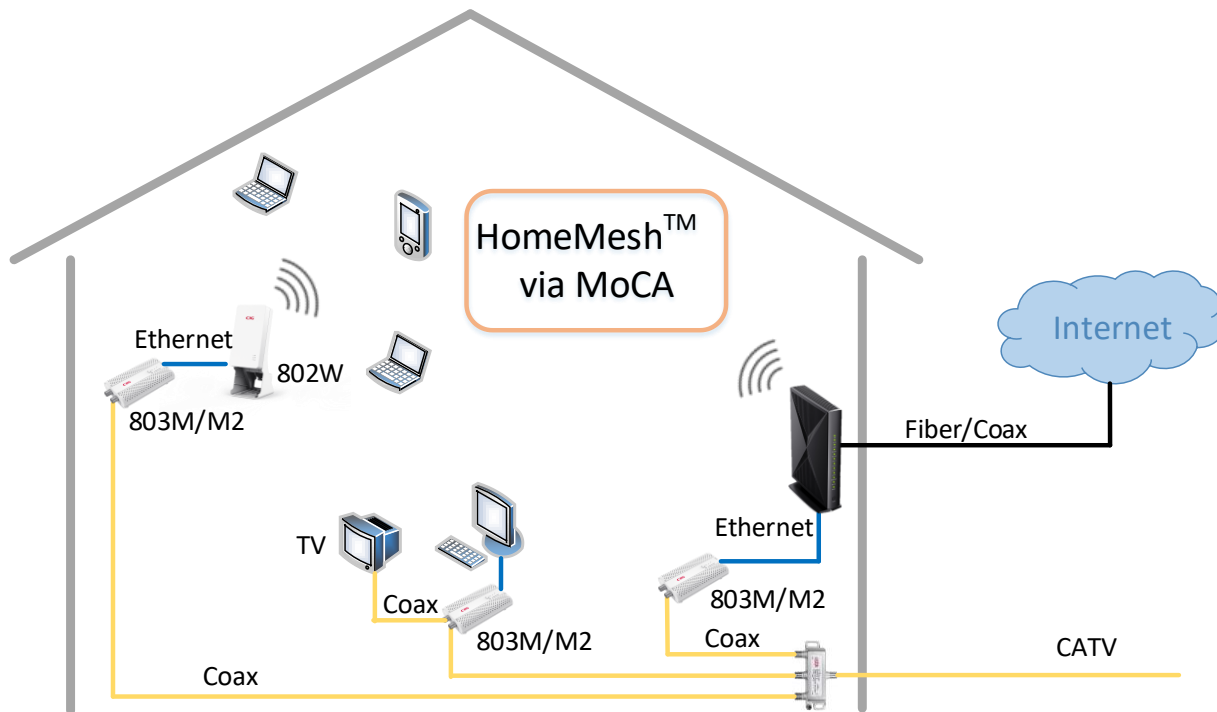 HomeMesh™
via MoCA
Internet
Ethernet
802W
803M/M2
Fiber/Coax
TV
Ethernet
Coax
803M/M2
803M/M2
Coax
CATV
Coax